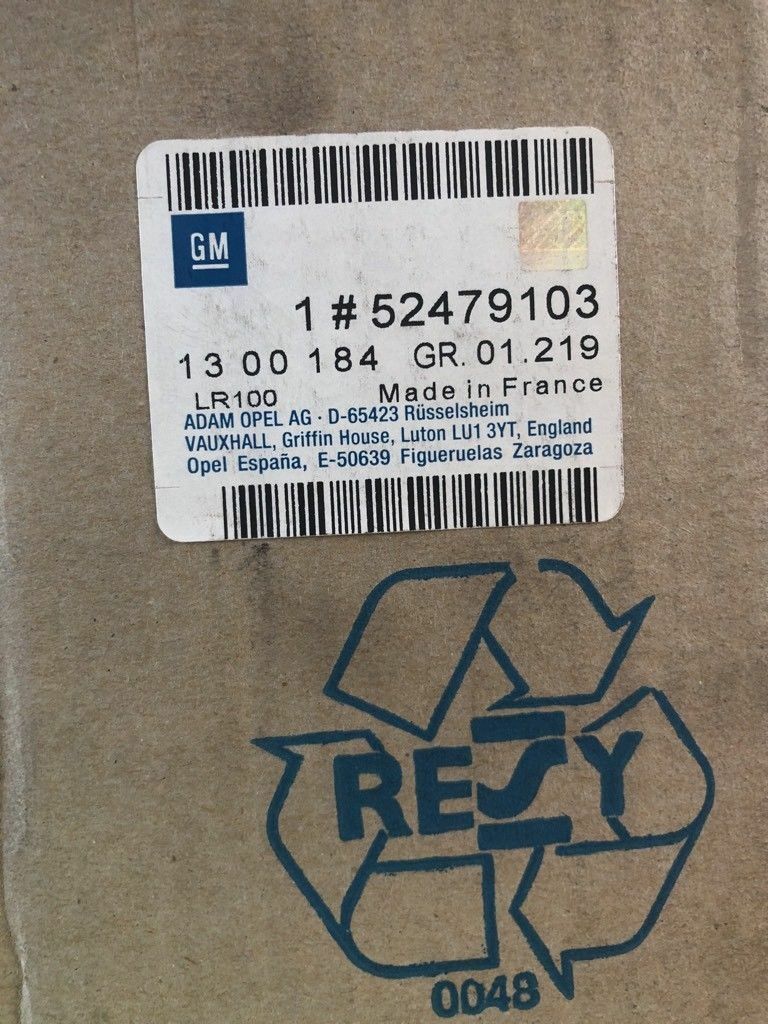 GM
1 # 52479103
13 00 184 GR. 01.219
LR100 Made in France
ADAM OPEL AG · D-65423 Rüsselsheim
VAUXHALL, Griffin House, Luton LU1 3YT, England
Opel España, E-50639 Figueruelas Zaragoza
RESY
0048